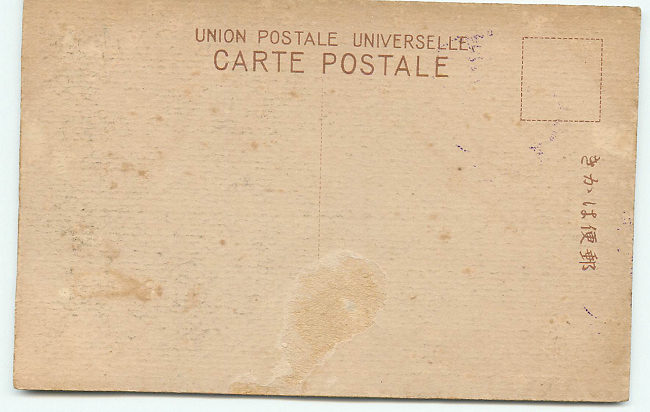 UNION POSTALE UNIVERSELLE
CARTE POSTALE
きかは便郵